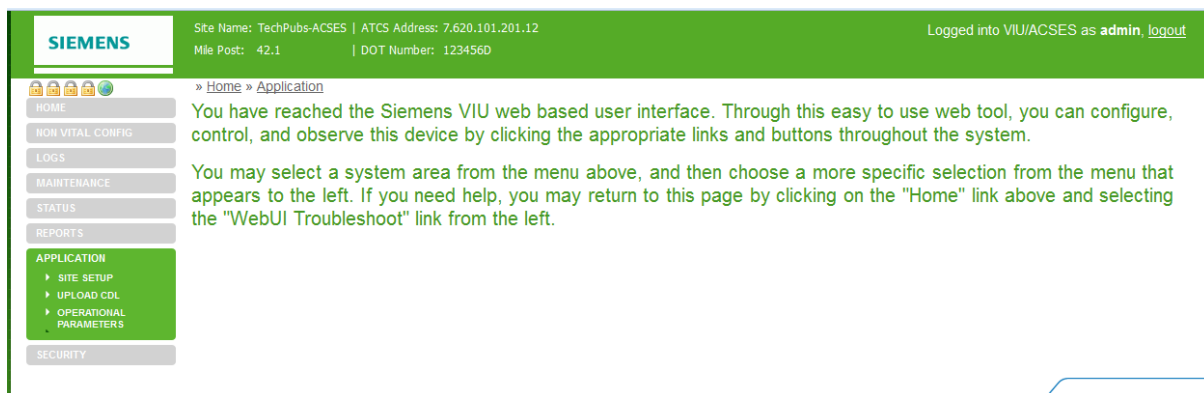 SIEMENS
Site Name: TechPubs-ACSES | ATCS Address: 7.620.101.201.12
Mile Post: 42.1 | DOT Number: 123456D
Logged into VIU/ACSES as admin, logout
» Home » Application
HOME
NON VITAL CONFIG
LOGS
MAINTENANCE
STATUS
REPORTS
APPLICATION
SITE SETUP
UPLOAD CDL
OPERATIONAL
PARAMETERS
SECURITY
You have reached the Siemens VIU web based user interface. Through this easy to use web tool, you can configure,
control, and observe this device by clicking the appropriate links and buttons throughout the system.
You may select a system area from the menu above, and then choose a more specific selection from the menu that
appears to the left. If you need help, you may return to this page by clicking on the "Home" link above and selecting
the "WebUI Troubleshoot" link from the left.